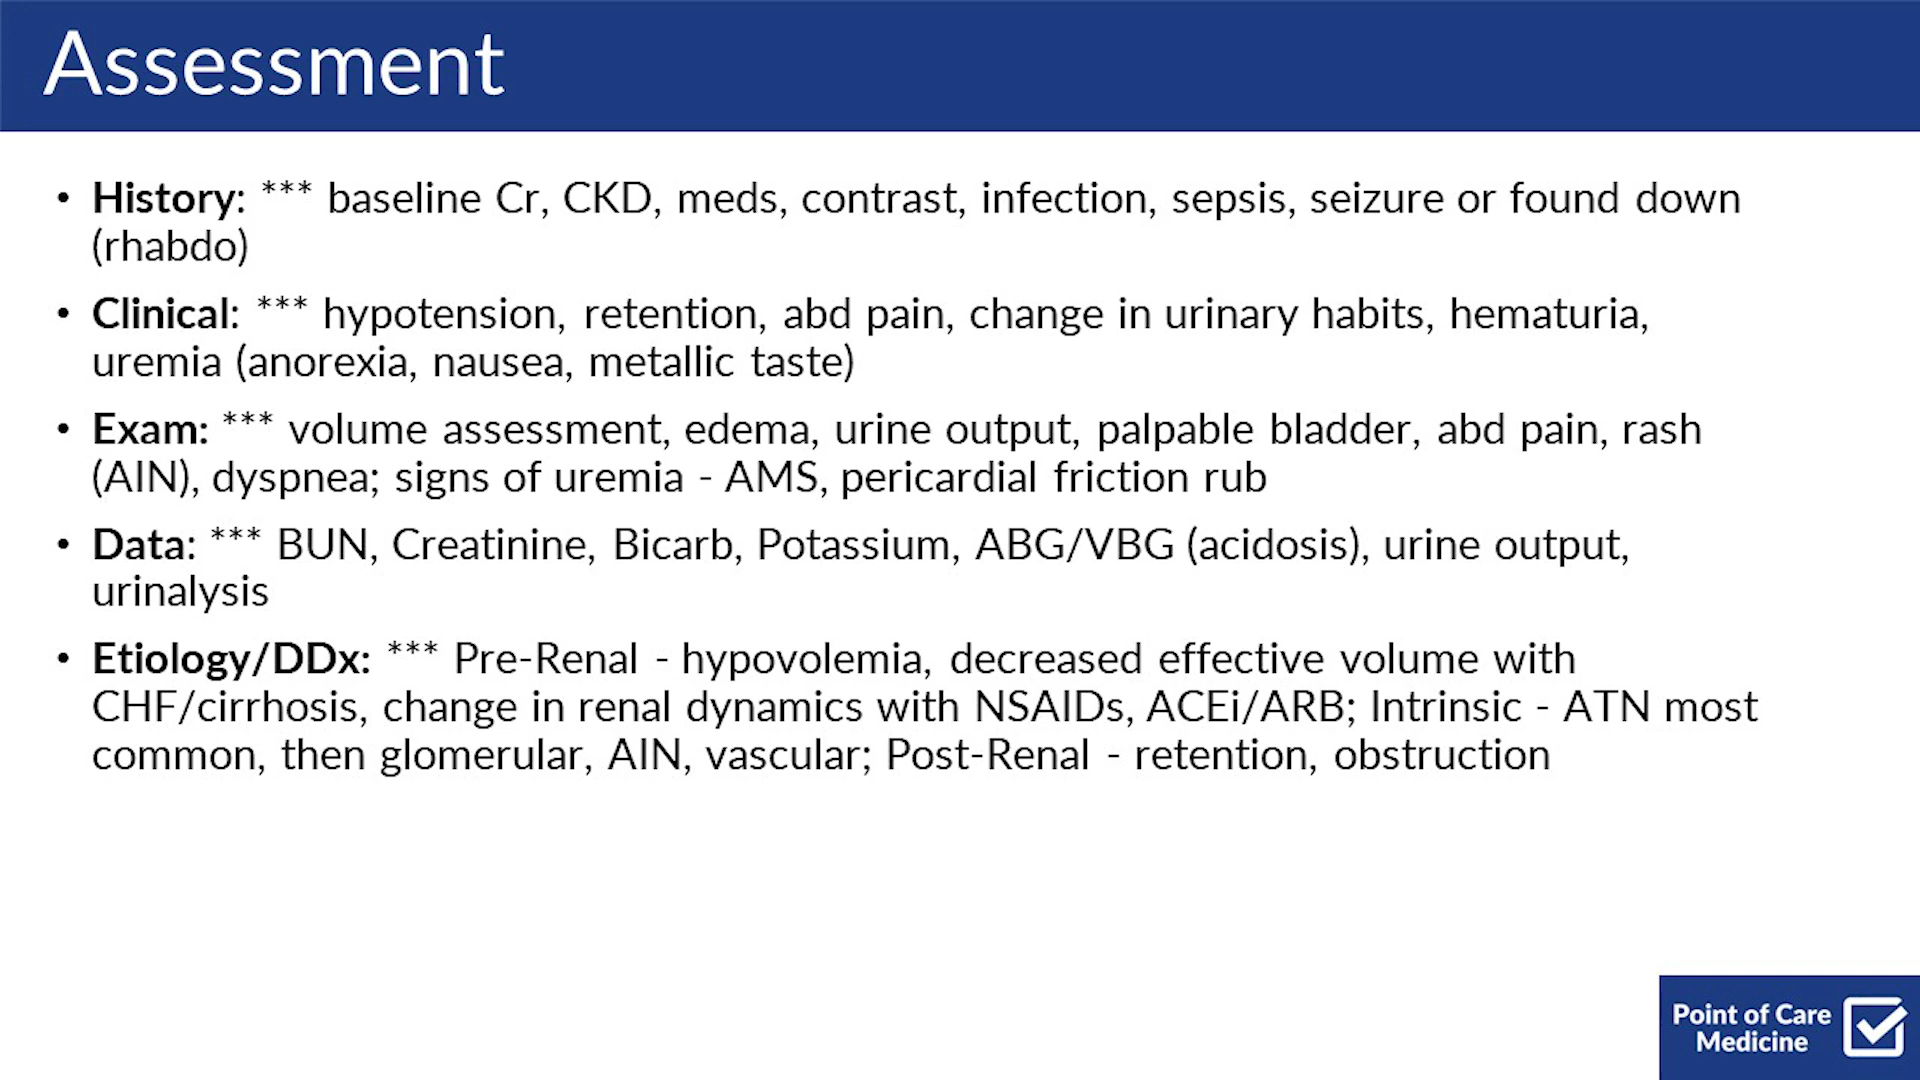 Assessment
• History: *** baseline Cr, CKD, meds, contrast, infection, sepsis, seizure or found down
(rhabdo)
• Clinical: *** hypotension, retention, abd pain, change in urinary habits, hematuria,
uremia (anorexia, nausea, metallic taste)
• Exam: *** volume assessment, edema, urine output, palpable bladder, abd pain, rash
(AIN), dyspnea; signs of uremia - AMS, pericardial friction rub
• Data: *** BUN, Creatinine, Bicarb, Potassium, ABG/VBG (acidosis), urine output,
urinalysis
• Etiology/DDx: *** Pre-Renal - hypovolemia, decreased effective volume with
CHF/cirrhosis, change in renal dynamics with NSAIDs, ACEi/ARB; Intrinsic - ATN most
common, then glomerular, AIN, vascular; Post-Renal - retention, obstruction
Point of Care
Medicine